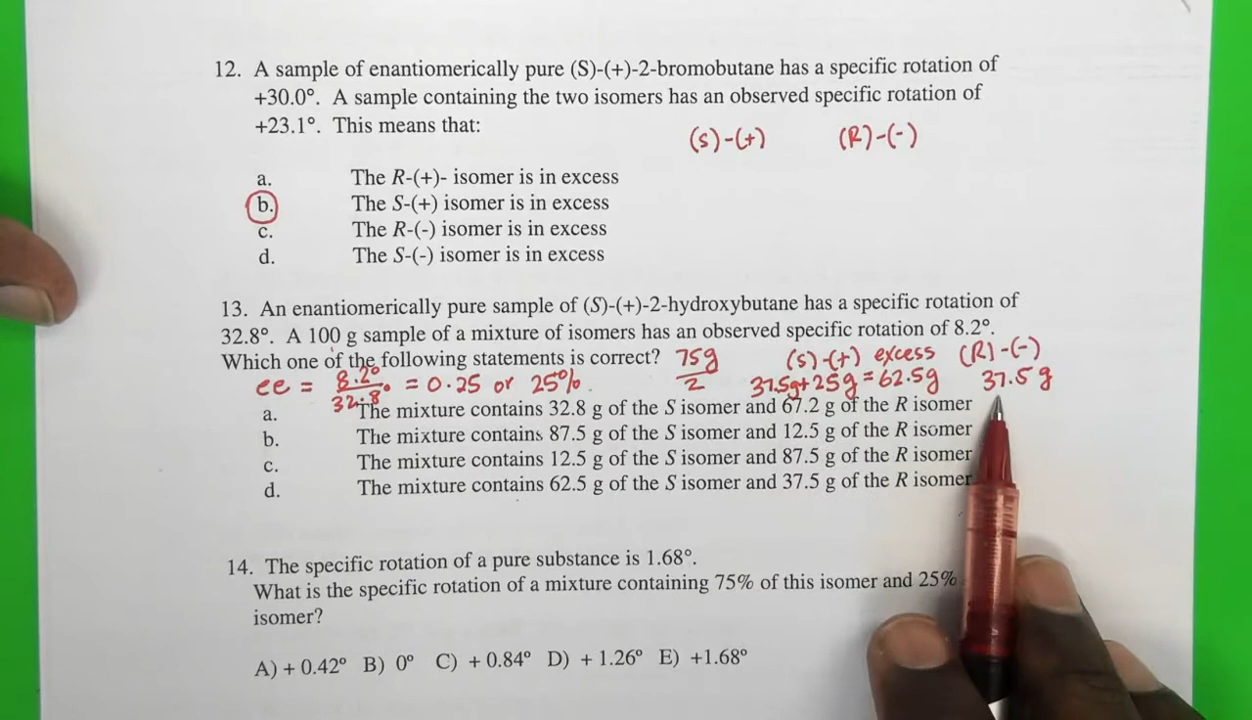 12. A sample of enantiomerically pure (S)-(+)-2-bromobutane has a specific rotation of
+30.0°. A sample containing the two isomers has an observed specific rotation of
+23.1°. This means that:
(S)-(+) (R)-(-)
a. The R-(+)- isomer is in excess
b. The S-(+) isomer is in excess
c. The R-(-) isomer is in excess
d. The S-(-) isomer is in excess
13. An enantiomerically pure sample of (S)-(+)-2-hydroxybutane has a specific rotation of
32.8°. A 100 g sample of a mixture of isomers has an observed specific rotation of 8.2°.
Which one of the following statements is correct? 75g (S)-(+) excess (R)-(-)
ee = 8.2° = 0.25 or 25%. 2 37.5g+25g = 62.5g 37.5g
32.8°
a. The mixture contains 32.8 g of the S isomer and 67.2 g of the R isomer
b. The mixture contains 87.5 g of the S isomer and 12.5 g of the R isomer
c. The mixture contains 12.5 g of the S isomer and 87.5 g of the R isomer
d. The mixture contains 62.5 g of the S isomer and 37.5 g of the R isomer
14. The specific rotation of a pure substance is 1.68°.
What is the specific rotation of a mixture containing 75% of this isomer and 25%
isomer?
A) + 0.42° B) 0° C) + 0.84° D) + 1.26° E) +1.68°